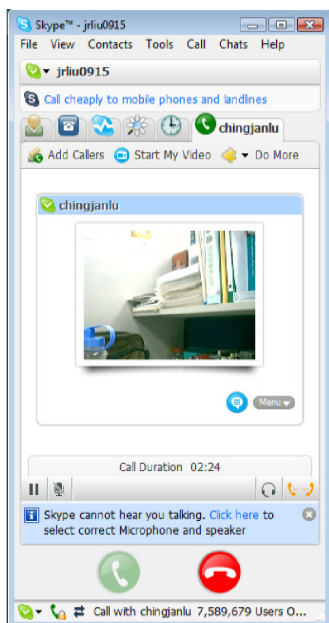 Skype™ - jrliu0915
File View Contacts Tools Call Chats Help
jrliu0915
Call cheaply to mobile phones and landlines
chingjanlu
Add Callers Start My Video Do More
chingjanlu
Menu
Call Duration 02:24
Skype cannot hear you talking. Click here to
select correct Microphone and speaker
Call with chingjanlu 7,589,679 Users O...